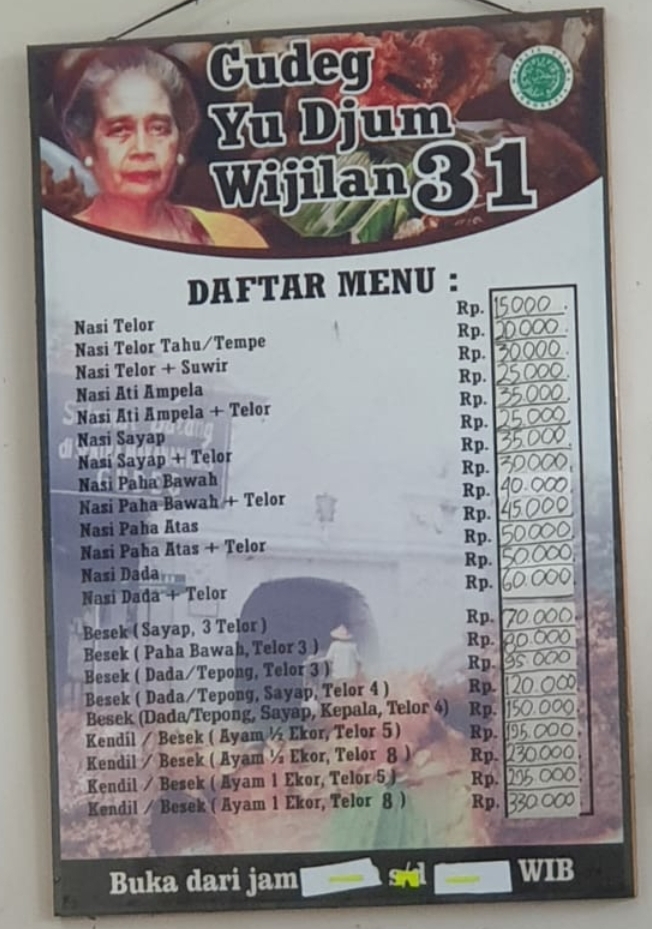 Gudeg
Yu Djum
Wijilan 31
DAFTAR MENU :
Nasi Telor Rp. 15000
Nasi Telor Tahu/Tempe Rp. 20.000
Nasi Telor + Suwir Rp. 30.000
Nasi Ati Ampela Rp. 25.000
Nasi Ati Ampela + Telor Rp. 35.000
Nasi Sayap Rp. 25.000
Nasi Sayap + Telor Rp. 35.000
Nasi Paha Bawah Rp. 30.000
Nasi Paha Bawah + Telor Rp. 40.000
Nasi Paha Atas Rp. 45.000
Nasi Paha Atas + Telor Rp. 50.000
Nasi Dada Rp. 50.000
Nasi Dada + Telor Rp. 60.000
Besek ( Sayap, 3 Telor ) Rp. 70.000
Besek ( Paha Bawah, Telor 3 ) Rp. 80.000
Besek ( Dada/Tepong, Telor 3 ) Rp. 95.000
Besek ( Dada/Tepong, Sayap, Telor 4 ) Rp. 120.000
Besek (Dada/Tepong, Sayap, Kepala, Telor 4) Rp. 150.000
Kendil / Besek ( Ayam ½ Ekor, Telor 5) Rp. 195.000
Kendil / Besek ( Ayam ½ Ekor, Telor 8 ) Rp. 230.000
Kendil / Besek ( Ayam 1 Ekor, Telor 5 ) Rp. 295.000
Kendil / Besek ( Ayam 1 Ekor, Telor 8 ) Rp. 330.000
Buka dari jam s/d WIB